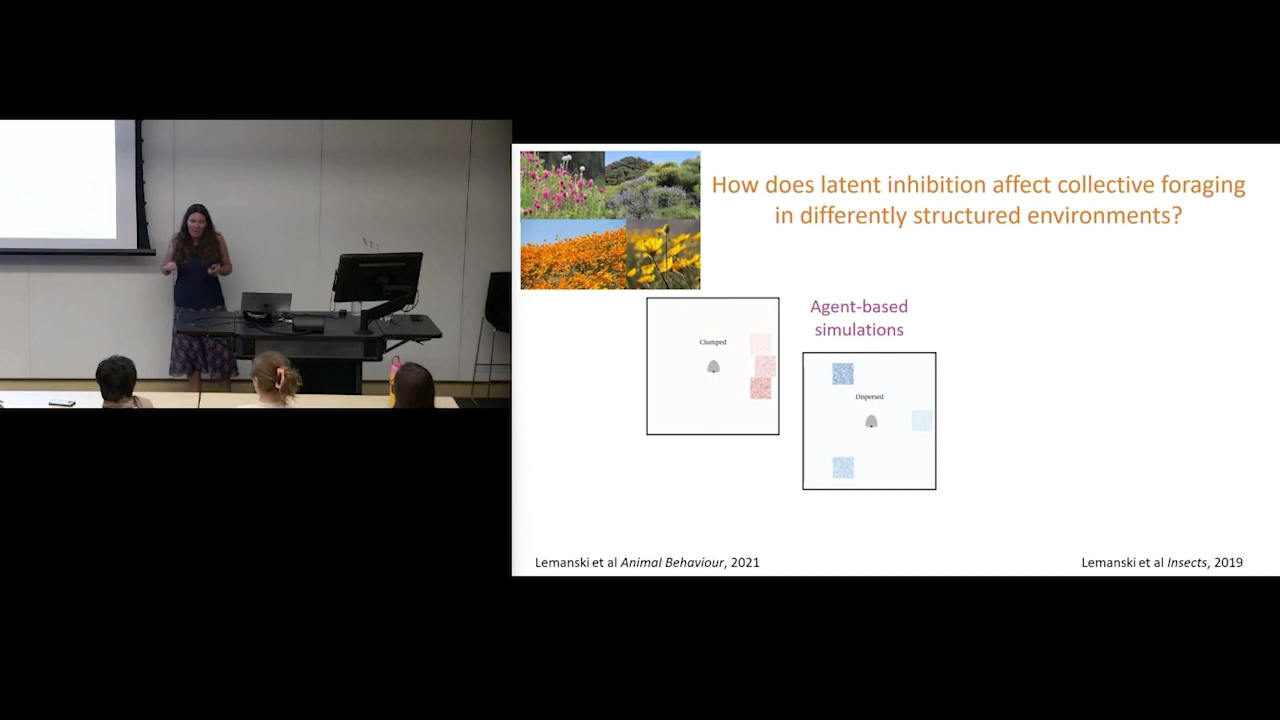 How does latent inhibition affect collective foraging
in differently structured environments?
Agent-based
simulations
Clumped
Dispersed
Lemanski et al Animal Behaviour, 2021
Lemanski et al Insects, 2019